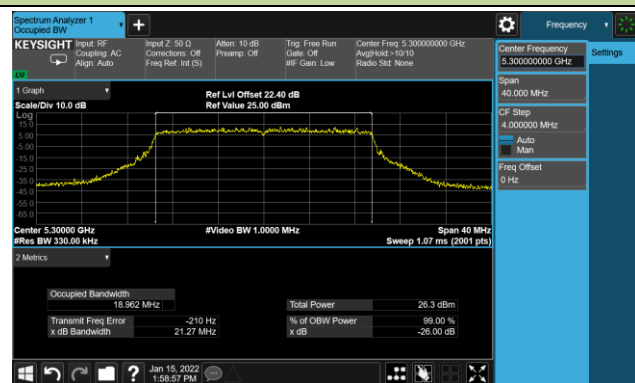 Spectrum Analyzer 1
Occupied BW
+
Frequency
KEYSIGHT
Input: RF
Coupling: AC
Align: Auto
Input Z: 50 Ω
Corrections: Off
Freq Ref: Int (S)
Atten: 10 dB
Preamp: Off
Trig: Free Run
Gate: Off
#IF Gain: Low
Center Freq: 5.300000000 GHz
Avg|Hold:>10/10
Radio Std: None
Center Frequency
5.300000000 GHz
Settings
Span
40.000 MHz
CF Step
4.000000 MHz
Auto
Man
Freq Offset
0 Hz
1 Graph
Scale/Div 10.0 dB
Ref Lvl Offset 22.40 dB
Ref Value 25.00 dBm
Log
15.0
5.00
-5.00
-15.0
-25.0
-35.0
-45.0
-55.0
-65.0
Center 5.30000 GHz
#Res BW 330.00 kHz
#Video BW 1.0000 MHz
Span 40 MHz
Sweep 1.07 ms (2001 pts)
2 Metrics
Occupied Bandwidth
18.962 MHz
Total Power 26.3 dBm
Transmit Freq Error -210 Hz
% of OBW Power 99.00 %
x dB Bandwidth 21.27 MHz
x dB -26.00 dB
?
Jan 15, 2022
1:58:57 PM